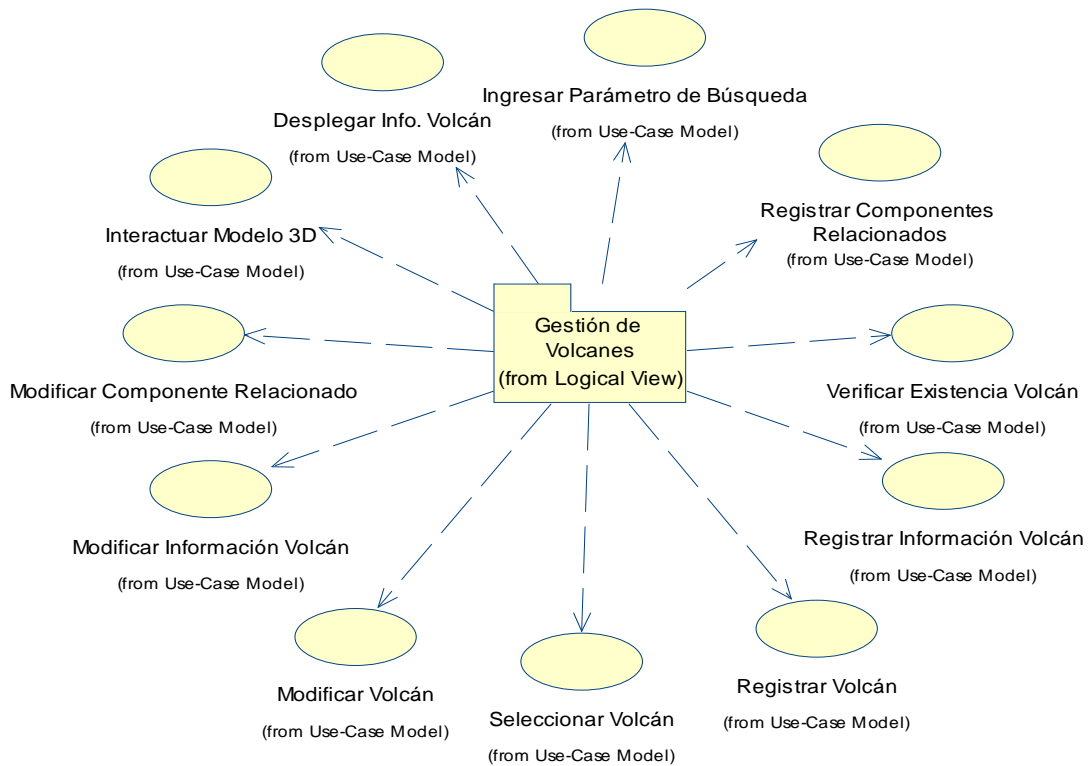 Ingresar Parámetro de Búsqueda
(from Use-Case Model)
Desplegar Info. Volcán
(from Use-Case Model)
Registrar Componentes
Relacionados
(from Use-Case Model)
Interactuar Modelo 3D
(from Use-Case Model)
Gestión de
Volcanes
(from Logical View)
Modificar Componente Relacionado
(from Use-Case Model)
Verificar Existencia Volcán
(from Use-Case Model)
Modificar Información Volcán
(from Use-Case Model)
Registrar Información Volcán
(from Use-Case Model)
Modificar Volcán
(from Use-Case Model)
Seleccionar Volcán
(from Use-Case Model)
Registrar Volcán
(from Use-Case Model)